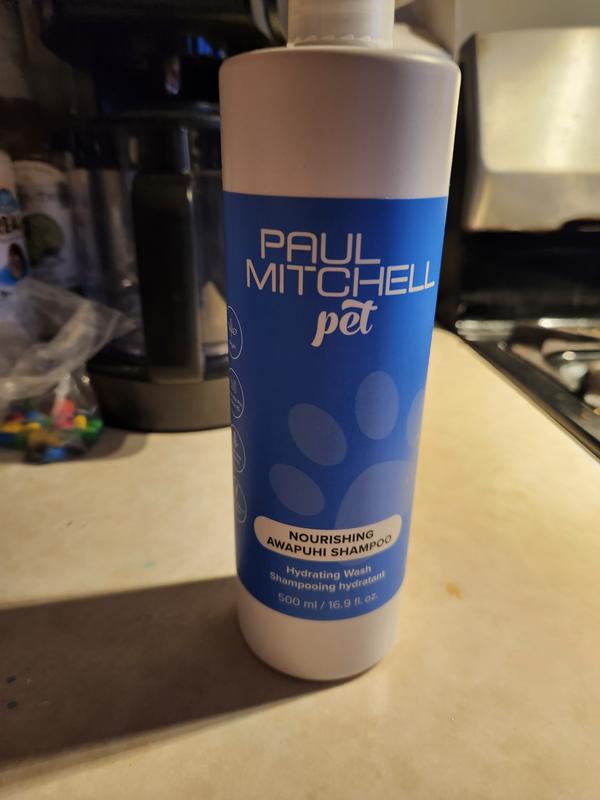 PAUL
MITCHELL
pet
NOURISHING
AWAPUHI SHAMPOO
Hydrating Wash
Shampooing hydratant
500 ml / 16.9 fl. oz.